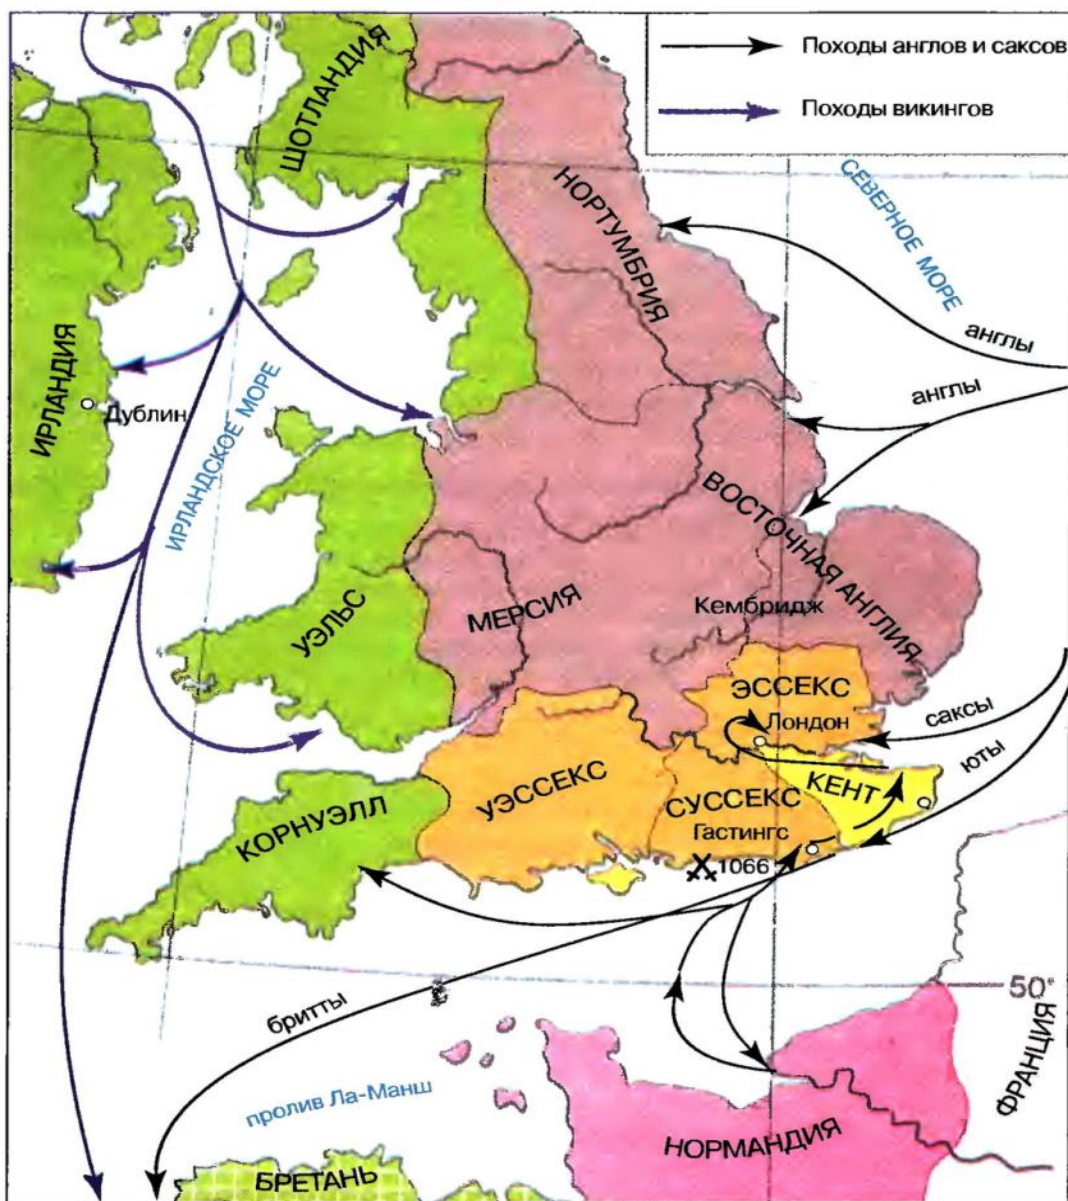 Походы англов и саксов
Походы викингов
ШОТЛАНДИЯ
НОРТУМБРИЯ
СЕВЕРНОЕ МОРЕ
англы
англы
ИРЛАНДИЯ
Дублин
ИРЛАНДСКОЕ МОРЕ
ВОСТОЧНАЯ АНГЛИЯ
УЭЛЬС
МЕРСИЯ
Кембридж
ЭССЕКС
Лондон
саксы
юты
КЕНТ
УЭССЕКС
СУССЕКС
Гастингс
1066
КОРНУЭЛЛ
бритты
50°
ФРАНЦИЯ
пролив Ла-Манш
НОРМАНДИЯ
БРЕТАНЬ